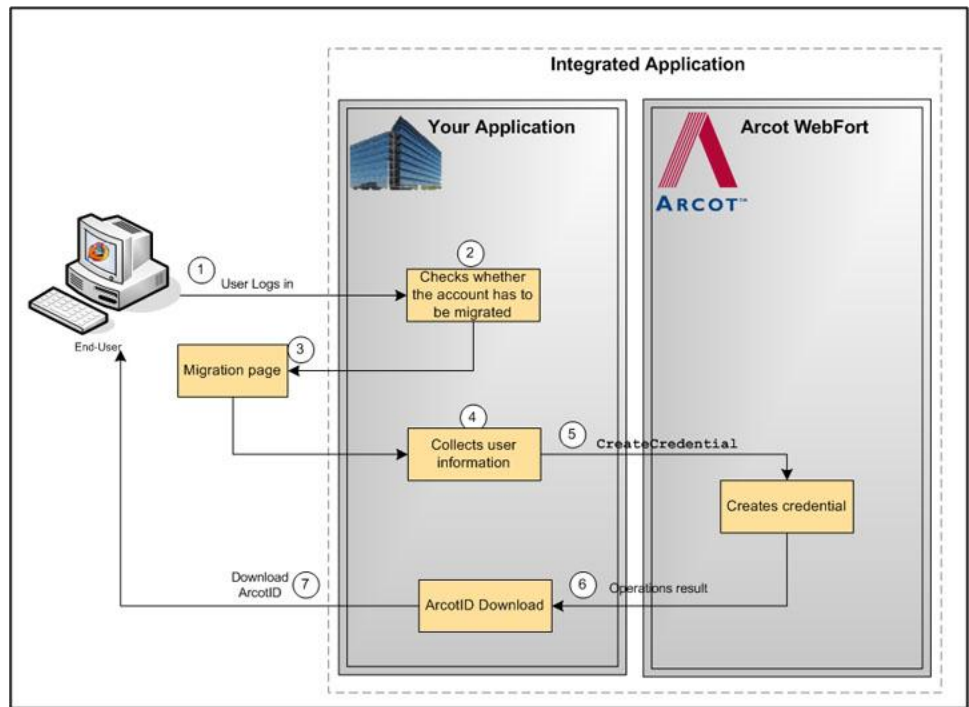 Integrated Application
Your Application
Arcot WebFort
ARCOT™
1
User Logs in
2
Checks whether
the account has to
be migrated
End-User
3
Migration page
4
Collects user
information
5
CreateCredential
Creates credential
6
Operations result
ArcotID Download
7
Download
ArcotID